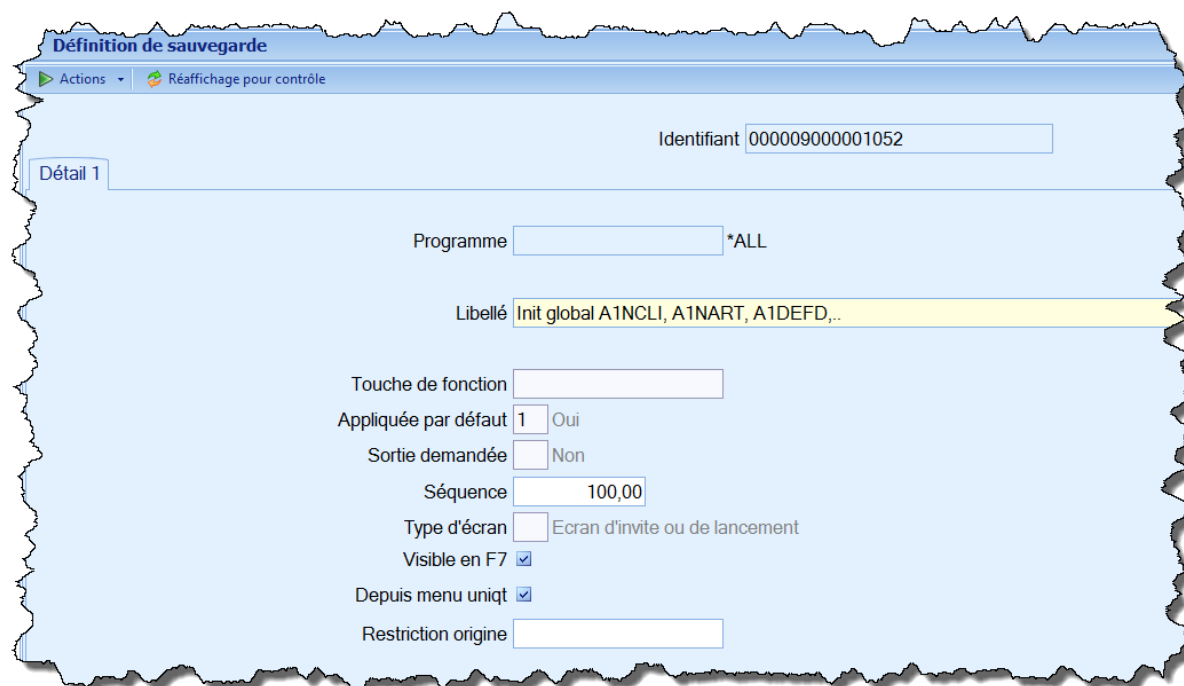 Définition de sauvegarde
Actions Réaffichage pour contrôle
Identifiant 000009000001052
Détail 1
Programme *ALL
Libellé Init global A1NCLI, A1NART, A1DEFD,..
Touche de fonction
Appliquée par défaut 1 Oui
Sortie demandée Non
Séquence 100,00
Type d'écran Ecran d'invite ou de lancement
Visible en F7
Depuis menu uniqt
Restriction origine